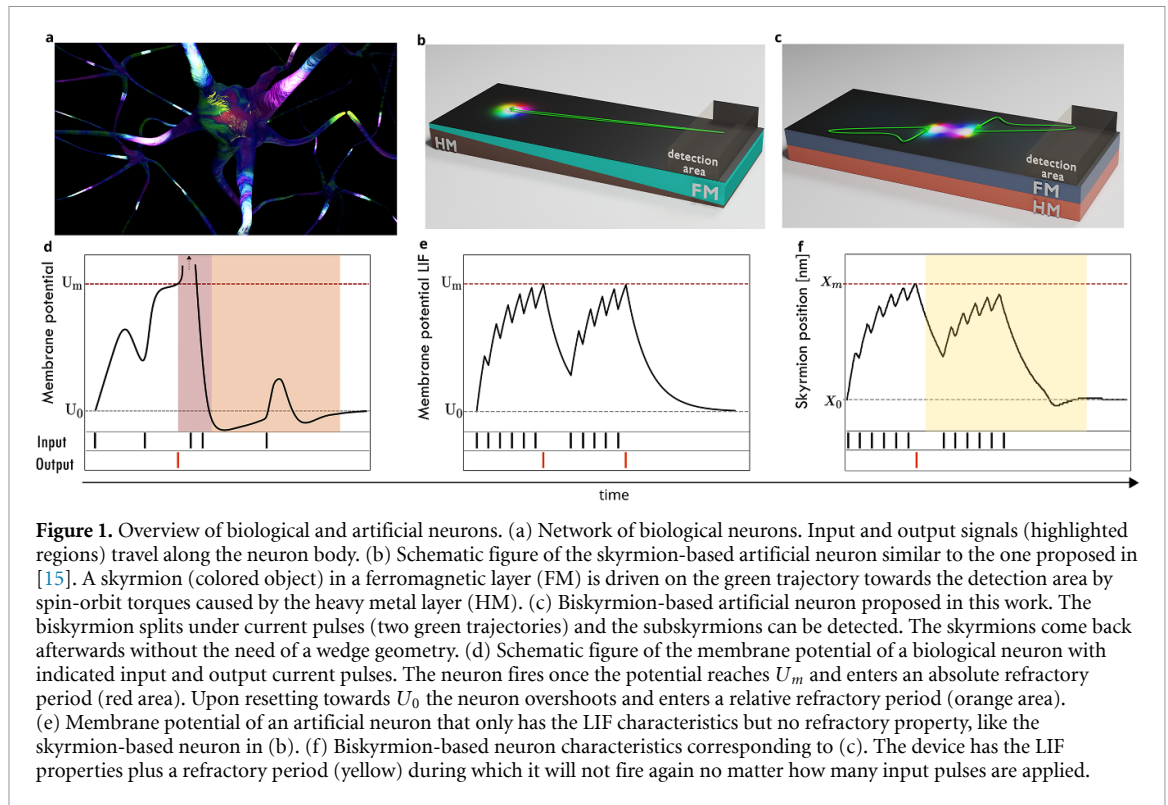 a
b
c
HM
detection
area
FM
detection
area
FM
HM
d
e
f
Membrane potential
Um
U0
Input
Output
Membrane potential LIF
Um
U0
Skyrmion position [nm]
Xm
X0
time
Figure 1. Overview of biological and artificial neurons. (a) Network of biological neurons. Input and output signals (highlighted
regions) travel along the neuron body. (b) Schematic figure of the skyrmion-based artificial neuron similar to the one proposed in
[15]. A skyrmion (colored object) in a ferromagnetic layer (FM) is driven on the green trajectory towards the detection area by
spin-orbit torques caused by the heavy metal layer (HM). (c) Biskyrmion-based artificial neuron proposed in this work. The
biskyrmion splits under current pulses (two green trajectories) and the subskyrmions can be detected. The skyrmions come back
afterwards without the need of a wedge geometry. (d) Schematic figure of the membrane potential of a biological neuron with
indicated input and output current pulses. The neuron fires once the potential reaches Um and enters an absolute refractory
period (red area). Upon resetting towards U0 the neuron overshoots and enters a relative refractory period (orange area).
(e) Membrane potential of an artificial neuron that only has the LIF characteristics but no refractory property, like the
skyrmion-based neuron in (b). (f) Biskyrmion-based neuron characteristics corresponding to (c). The device has the LIF
properties plus a refractory period (yellow) during which it will not fire again no matter how many input pulses are applied.